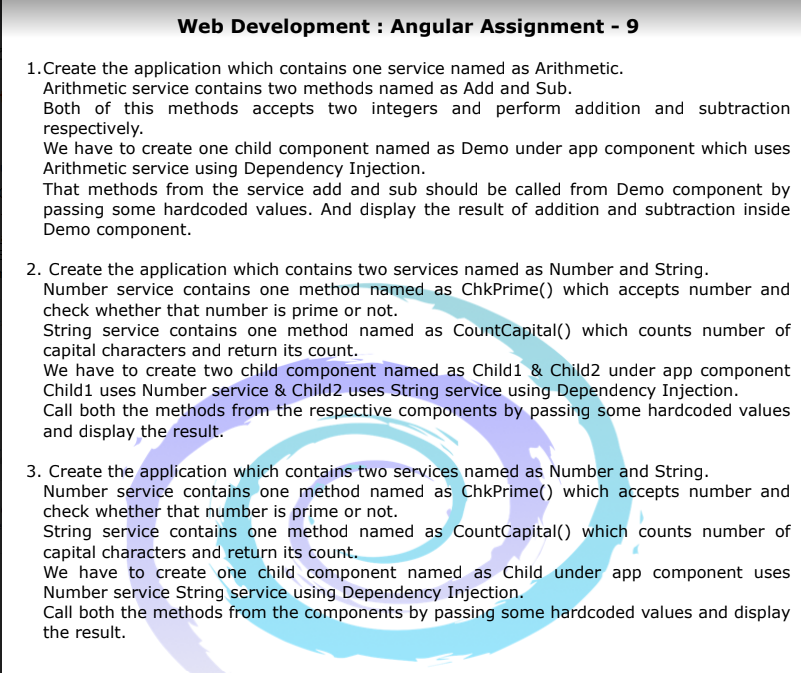 Web Development : Angular Assignment - 9
1.Create the application which contains one service named as Arithmetic.
Arithmetic service contains two methods named as Add and Sub.
Both of this methods accepts two integers and perform addition and subtraction
respectively.
We have to create one child component named as Demo under app component which uses
Arithmetic service using Dependency Injection.
That methods from the service add and sub should be called from Demo component by
passing some hardcoded values. And display the result of addition and subtraction inside
Demo component.
2. Create the application which contains two services named as Number and String.
Number service contains one method named as ChkPrime() which accepts number and
check whether that number is prime or not.
String service contains one method named as CountCapital() which counts number of
capital characters and return its count.
We have to create two child component named as Child1 & Child2 under app component
Child1 uses Number service & Child2 uses String service using Dependency Injection.
Call both the methods from the respective components by passing some hardcoded values
and display the result.
3. Create the application which contains two services named as Number and String.
Number service contains one method named as ChkPrime() which accepts number and
check whether that number is prime or not.
String service contains one method named as CountCapital() which counts number of
capital characters and return its count.
We have to create one child component named as Child under app component uses
Number service String service using Dependency Injection.
Call both the methods from the components by passing some hardcoded values and display
the result.